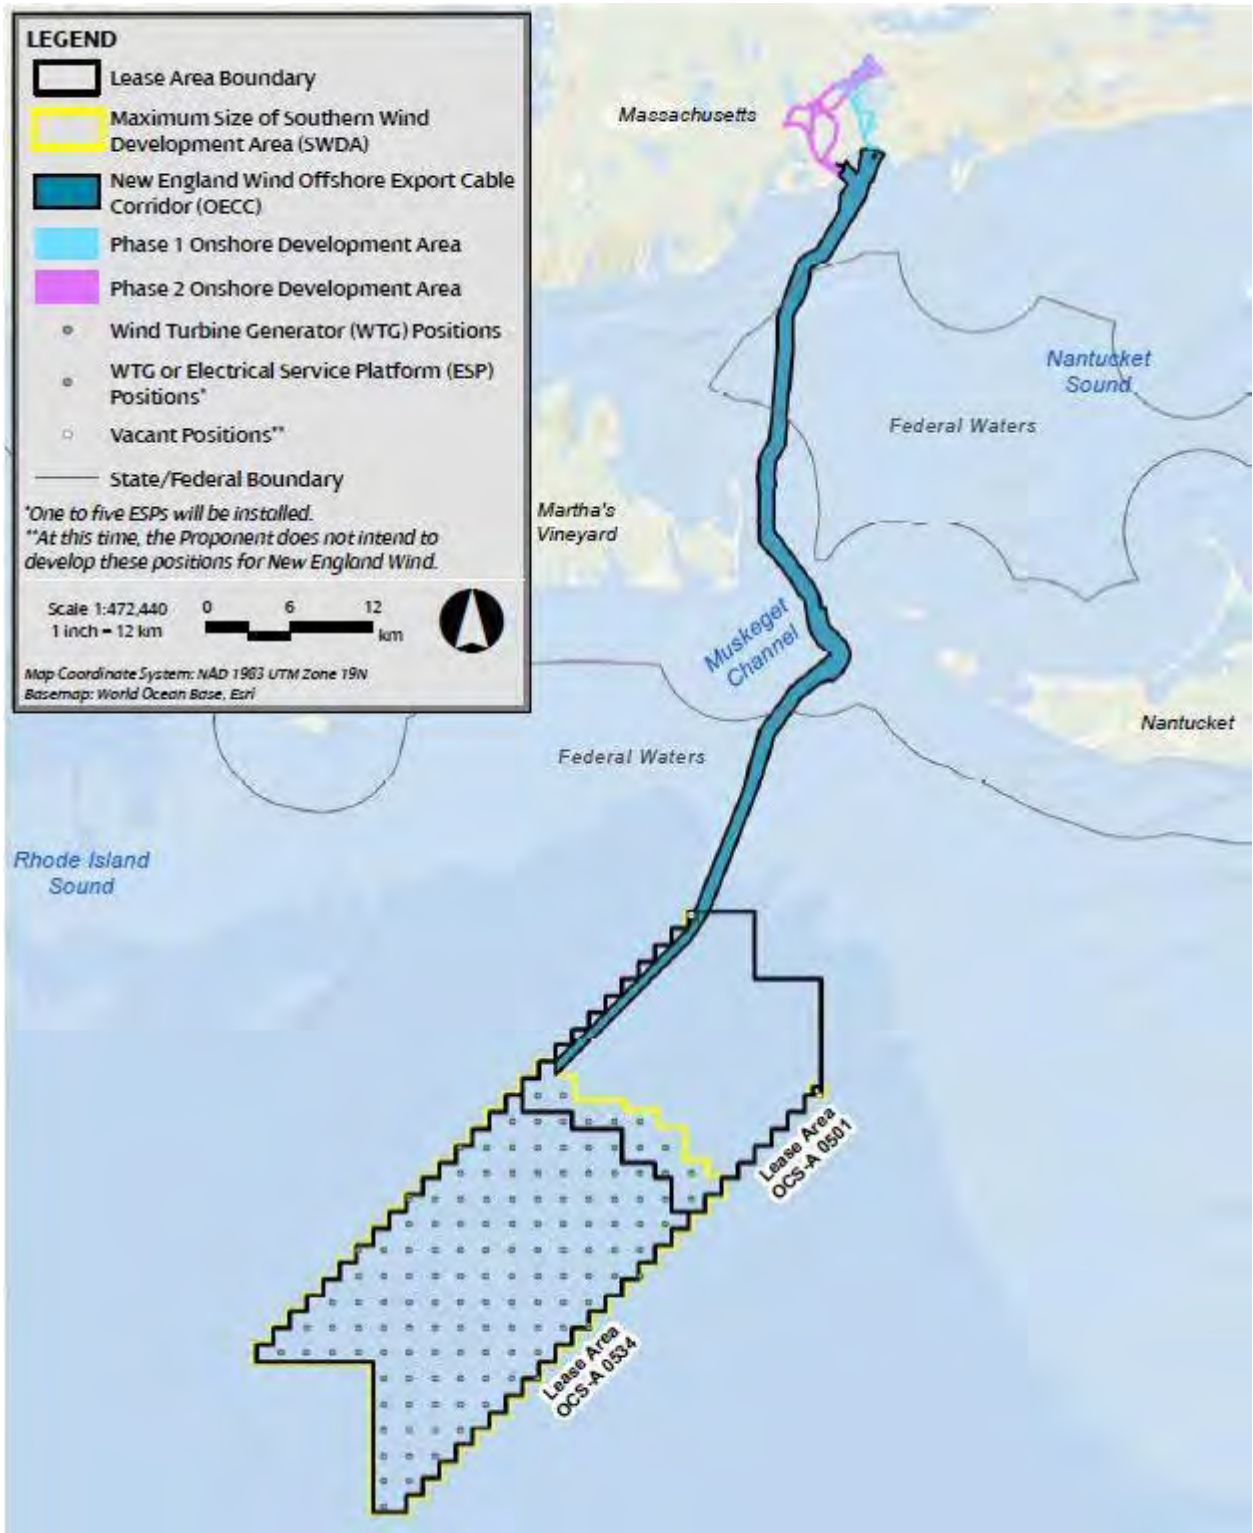 LEGEND
Lease Area Boundary
Maximum Size of Southern Wind
Development Area (SWDA)
New England Wind Offshore Export Cable
Corridor (OECC)
Phase 1 Onshore Development Area
Phase 2 Onshore Development Area
Wind Turbine Generator (WTG) Positions
WTG or Electrical Service Platform (ESP)
Positions*
Vacant Positions**
State/Federal Boundary
*One to five ESPs will be installed.
**At this time, the Proponent does not intend to
develop these positions for New England Wind.
Scale 1:472,440
1 inch = 12 km
0 6 12
km
Map Coordinate System: NAD 1983 UTM Zone 19N
Basemap: World Ocean Base, Esri
Massachusetts
Nantucket
Sound
Federal Waters
Martha's
Vineyard
Muskeget
Channel
Nantucket
Federal Waters
Rhode Island
Sound
Lease Area
OCS-A 0501
Lease Area
OCS-A 0534